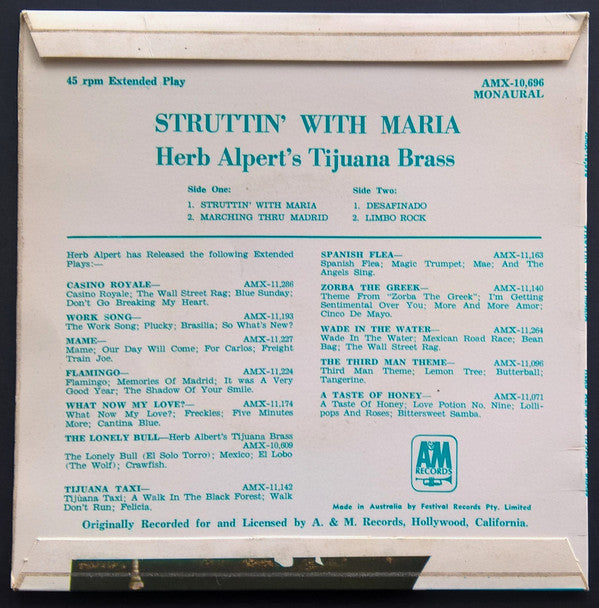 45 rpm Extended Play
AMX-10,696
MONAURAL
STRUTTIN' WITH MARIA
Herb Alpert's Tijuana Brass
Side One:
1. STRUTTIN' WITH MARIA
2. MARCHING THRU MADRID
Side Two:
1. DESAFINADO
2. LIMBO ROCK
Herb Alpert has Released the following Extended
Plays:—
CASINO ROYALE— AMX-11,286
Casino Royale; The Wall Street Rag; Blue Sunday;
Don't Go Breaking My Heart.
WORK SONG— AMX-11,193
The Work Song; Plucky; Brasilia; So What's New?
MAME— AMX-11,227
Mame; Our Day Will Come; For Carlos; Freight
Train Joe.
FLAMINGO— AMX-11,224
Flamingo; Memories Of Madrid; It was A Very
Good Year; The Shadow Of Your Smile.
WHAT NOW MY LOVE?— AMX-11,174
What Now My Love?; Freckles; Five Minutes
More; Cantina Blue.
THE LONELY BULL—Herb Alpert's Tijuana Brass
AMX-10,609
The Lonely Bull (El Solo Torro); Mexico; El Lobo
(The Wolf); Crawfish.
TIJUANA TAXI— AMX-11,142
Tijuana Taxi; A Walk In The Black Forest; Walk
Don't Run; Felicia.
SPANISH FLEA— AMX-11,163
Spanish Flea; Magic Trumpet; Mae; And The
Angels Sing.
ZORBA THE GREEK— AMX-11,140
Theme From "Zorba The Greek"; I'm Getting
Sentimental Over You; More And More Amor;
Cinco De Mayo.
WADE IN THE WATER— AMX-11,264
Wade In The Water; Mexican Road Race; Bean
Bag; The Wall Street Rag.
THE THIRD MAN THEME— AMX-11,096
Third Man Theme; Lemon Tree; Butterball;
Tangerine.
A TASTE OF HONEY— AMX-11,071
A Taste Of Honey; Love Potion No. Nine; Lolli-
pops And Roses; Bittersweet Samba.
A&M
RECORDS
Made in Australia by Festival Records Pty. Limited
Originally Recorded for and Licensed by A. & M. Records, Hollywood, California.